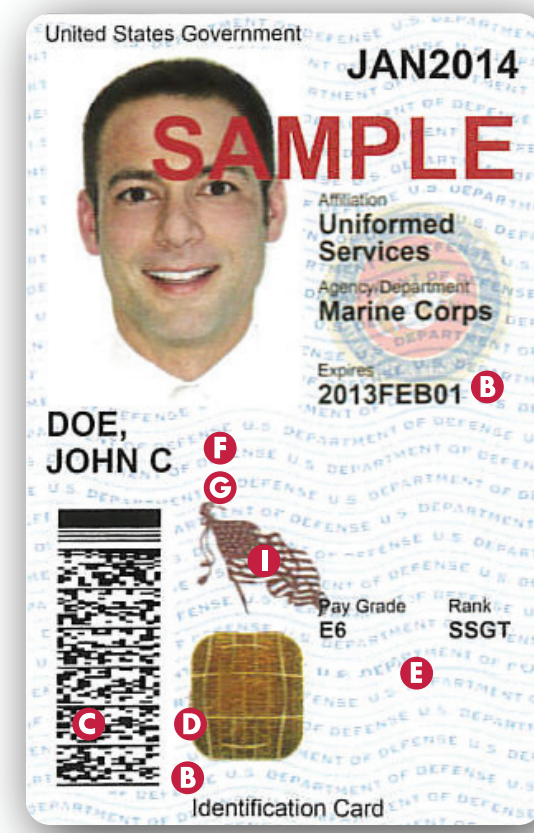 United States Government
JAN2014
SAMPLE
Affiliation
Uniformed
Services
Agency/Department
Marine Corps
Expires
2013FEB01 B
DOE,
JOHN C
F
G
I
Pay Grade Rank
E6 SSGT
E
C D
B
Identification Card